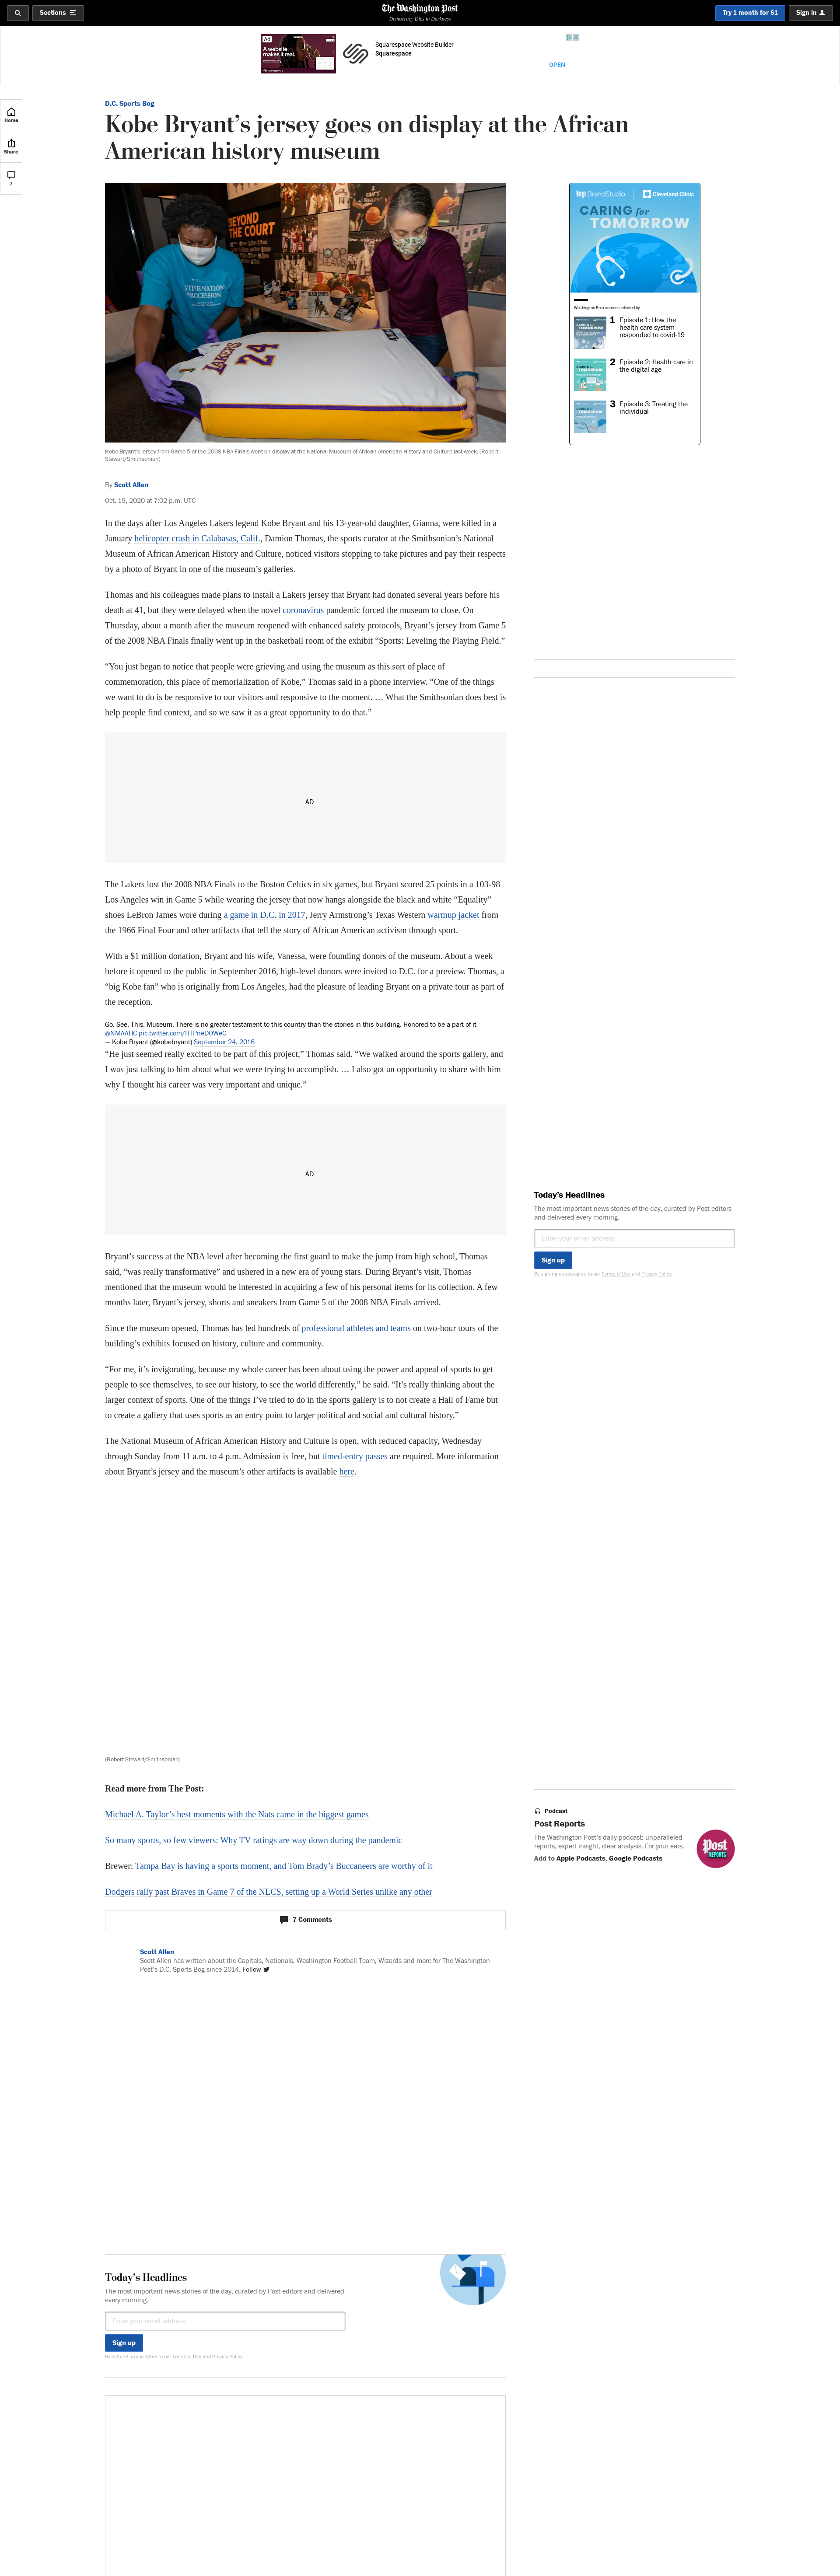 Sections
The Washington Post
Democracy Dies in Darkness
Try 1 month for $1
Sign in
Ad
A website
makes it real.
Squarespace Website Builder
Squarespace
OPEN
Home
Share
7
D.C. Sports Bog
Kobe Bryant’s jersey goes on display at the African
American history museum
BEYOND
THE COURT
LAKERS
24
Kobe Bryant's jersey from Game 5 of the 2008 NBA Finals went on display at the National Museum of African American History and Culture last week. (Robert
Stewart/Smithsonian)
By Scott Allen
Oct. 19, 2020 at 7:02 p.m. UTC
In the days after Los Angeles Lakers legend Kobe Bryant and his 13-year-old daughter, Gianna, were killed in a
January helicopter crash in Calabasas, Calif., Damion Thomas, the sports curator at the Smithsonian’s National
Museum of African American History and Culture, noticed visitors stopping to take pictures and pay their respects
by a photo of Bryant in one of the museum’s galleries.
Thomas and his colleagues made plans to install a Lakers jersey that Bryant had donated several years before his
death at 41, but they were delayed when the novel coronavirus pandemic forced the museum to close. On
Thursday, about a month after the museum reopened with enhanced safety protocols, Bryant’s jersey from Game 5
of the 2008 NBA Finals finally went up in the basketball room of the exhibit “Sports: Leveling the Playing Field.”
“You just began to notice that people were grieving and using the museum as this sort of place of
commemoration, this place of memorialization of Kobe,” Thomas said in a phone interview. “One of the things
we want to do is be responsive to our visitors and responsive to the moment. … What the Smithsonian does best is
help people find context, and so we saw it as a great opportunity to do that.”
AD
The Lakers lost the 2008 NBA Finals to the Boston Celtics in six games, but Bryant scored 25 points in a 103-98
Los Angeles win in Game 5 while wearing the jersey that now hangs alongside the black and white “Equality”
shoes LeBron James wore during a game in D.C. in 2017, Jerry Armstrong’s Texas Western warmup jacket from
the 1966 Final Four and other artifacts that tell the story of African American activism through sport.
With a $1 million donation, Bryant and his wife, Vanessa, were founding donors of the museum. About a week
before it opened to the public in September 2016, high-level donors were invited to D.C. for a preview. Thomas, a
“big Kobe fan” who is originally from Los Angeles, had the pleasure of leading Bryant on a private tour as part of
the reception.
Go. See. This. Museum. There is no greater testament to this country than the stories in this building. Honored to be a part of it
@NMAAHC pic.twitter.com/HTPneDOWeC
— Kobe Bryant (@kobebryant) September 24, 2016
“He just seemed really excited to be part of this project,” Thomas said. “We walked around the sports gallery, and
I was just talking to him about what we were trying to accomplish. … I also got an opportunity to share with him
why I thought his career was very important and unique.”
AD
Bryant’s success at the NBA level after becoming the first guard to make the jump from high school, Thomas
said, “was really transformative” and ushered in a new era of young stars. During Bryant’s visit, Thomas
mentioned that the museum would be interested in acquiring a few of his personal items for its collection. A few
months later, Bryant’s jersey, shorts and sneakers from Game 5 of the 2008 NBA Finals arrived.
Since the museum opened, Thomas has led hundreds of professional athletes and teams on two-hour tours of the
building’s exhibits focused on history, culture and community.
“For me, it’s invigorating, because my whole career has been about using the power and appeal of sports to get
people to see themselves, to see our history, to see the world differently,” he said. “It’s really thinking about the
larger context of sports. One of the things I’ve tried to do in the sports gallery is to not create a Hall of Fame but
to create a gallery that uses sports as an entry point to larger political and social and cultural history.”
The National Museum of African American History and Culture is open, with reduced capacity, Wednesday
through Sunday from 11 a.m. to 4 p.m. Admission is free, but timed-entry passes are required. More information
about Bryant’s jersey and the museum’s other artifacts is available here.
(Robert Stewart/Smithsonian)
Read more from The Post:
Michael A. Taylor’s best moments with the Nats came in the biggest games
So many sports, so few viewers: Why TV ratings are way down during the pandemic
Brewer: Tampa Bay is having a sports moment, and Tom Brady’s Buccaneers are worthy of it
Dodgers rally past Braves in Game 7 of the NLCS, setting up a World Series unlike any other
7 Comments
Scott Allen
Scott Allen has written about the Capitals, Nationals, Washington Football Team, Wizards and more for The Washington
Post's D.C. Sports Bog since 2014. Follow
Today’s Headlines
The most important news stories of the day, curated by Post editors and delivered
every morning.
Enter your email address
Sign up
By signing up you agree to our Terms of Use and Privacy Policy
wp BrandStudio
Cleveland Clinic
CARING for
TOMORROW
Washington Post content selected by
1 Episode 1: How the
health care system
responded to covid-19
2 Episode 2: Health care in
the digital age
3 Episode 3: Treating the
individual
Today’s Headlines
The most important news stories of the day, curated by Post editors
and delivered every morning.
Enter your email address
Sign up
By signing up you agree to our Terms of Use and Privacy Policy
Podcast
Post Reports
The Washington Post's daily podcast: unparalleled
reports, expert insight, clear analysis. For your ears.
Add to Apple Podcasts, Google Podcasts
Post
REPORTS